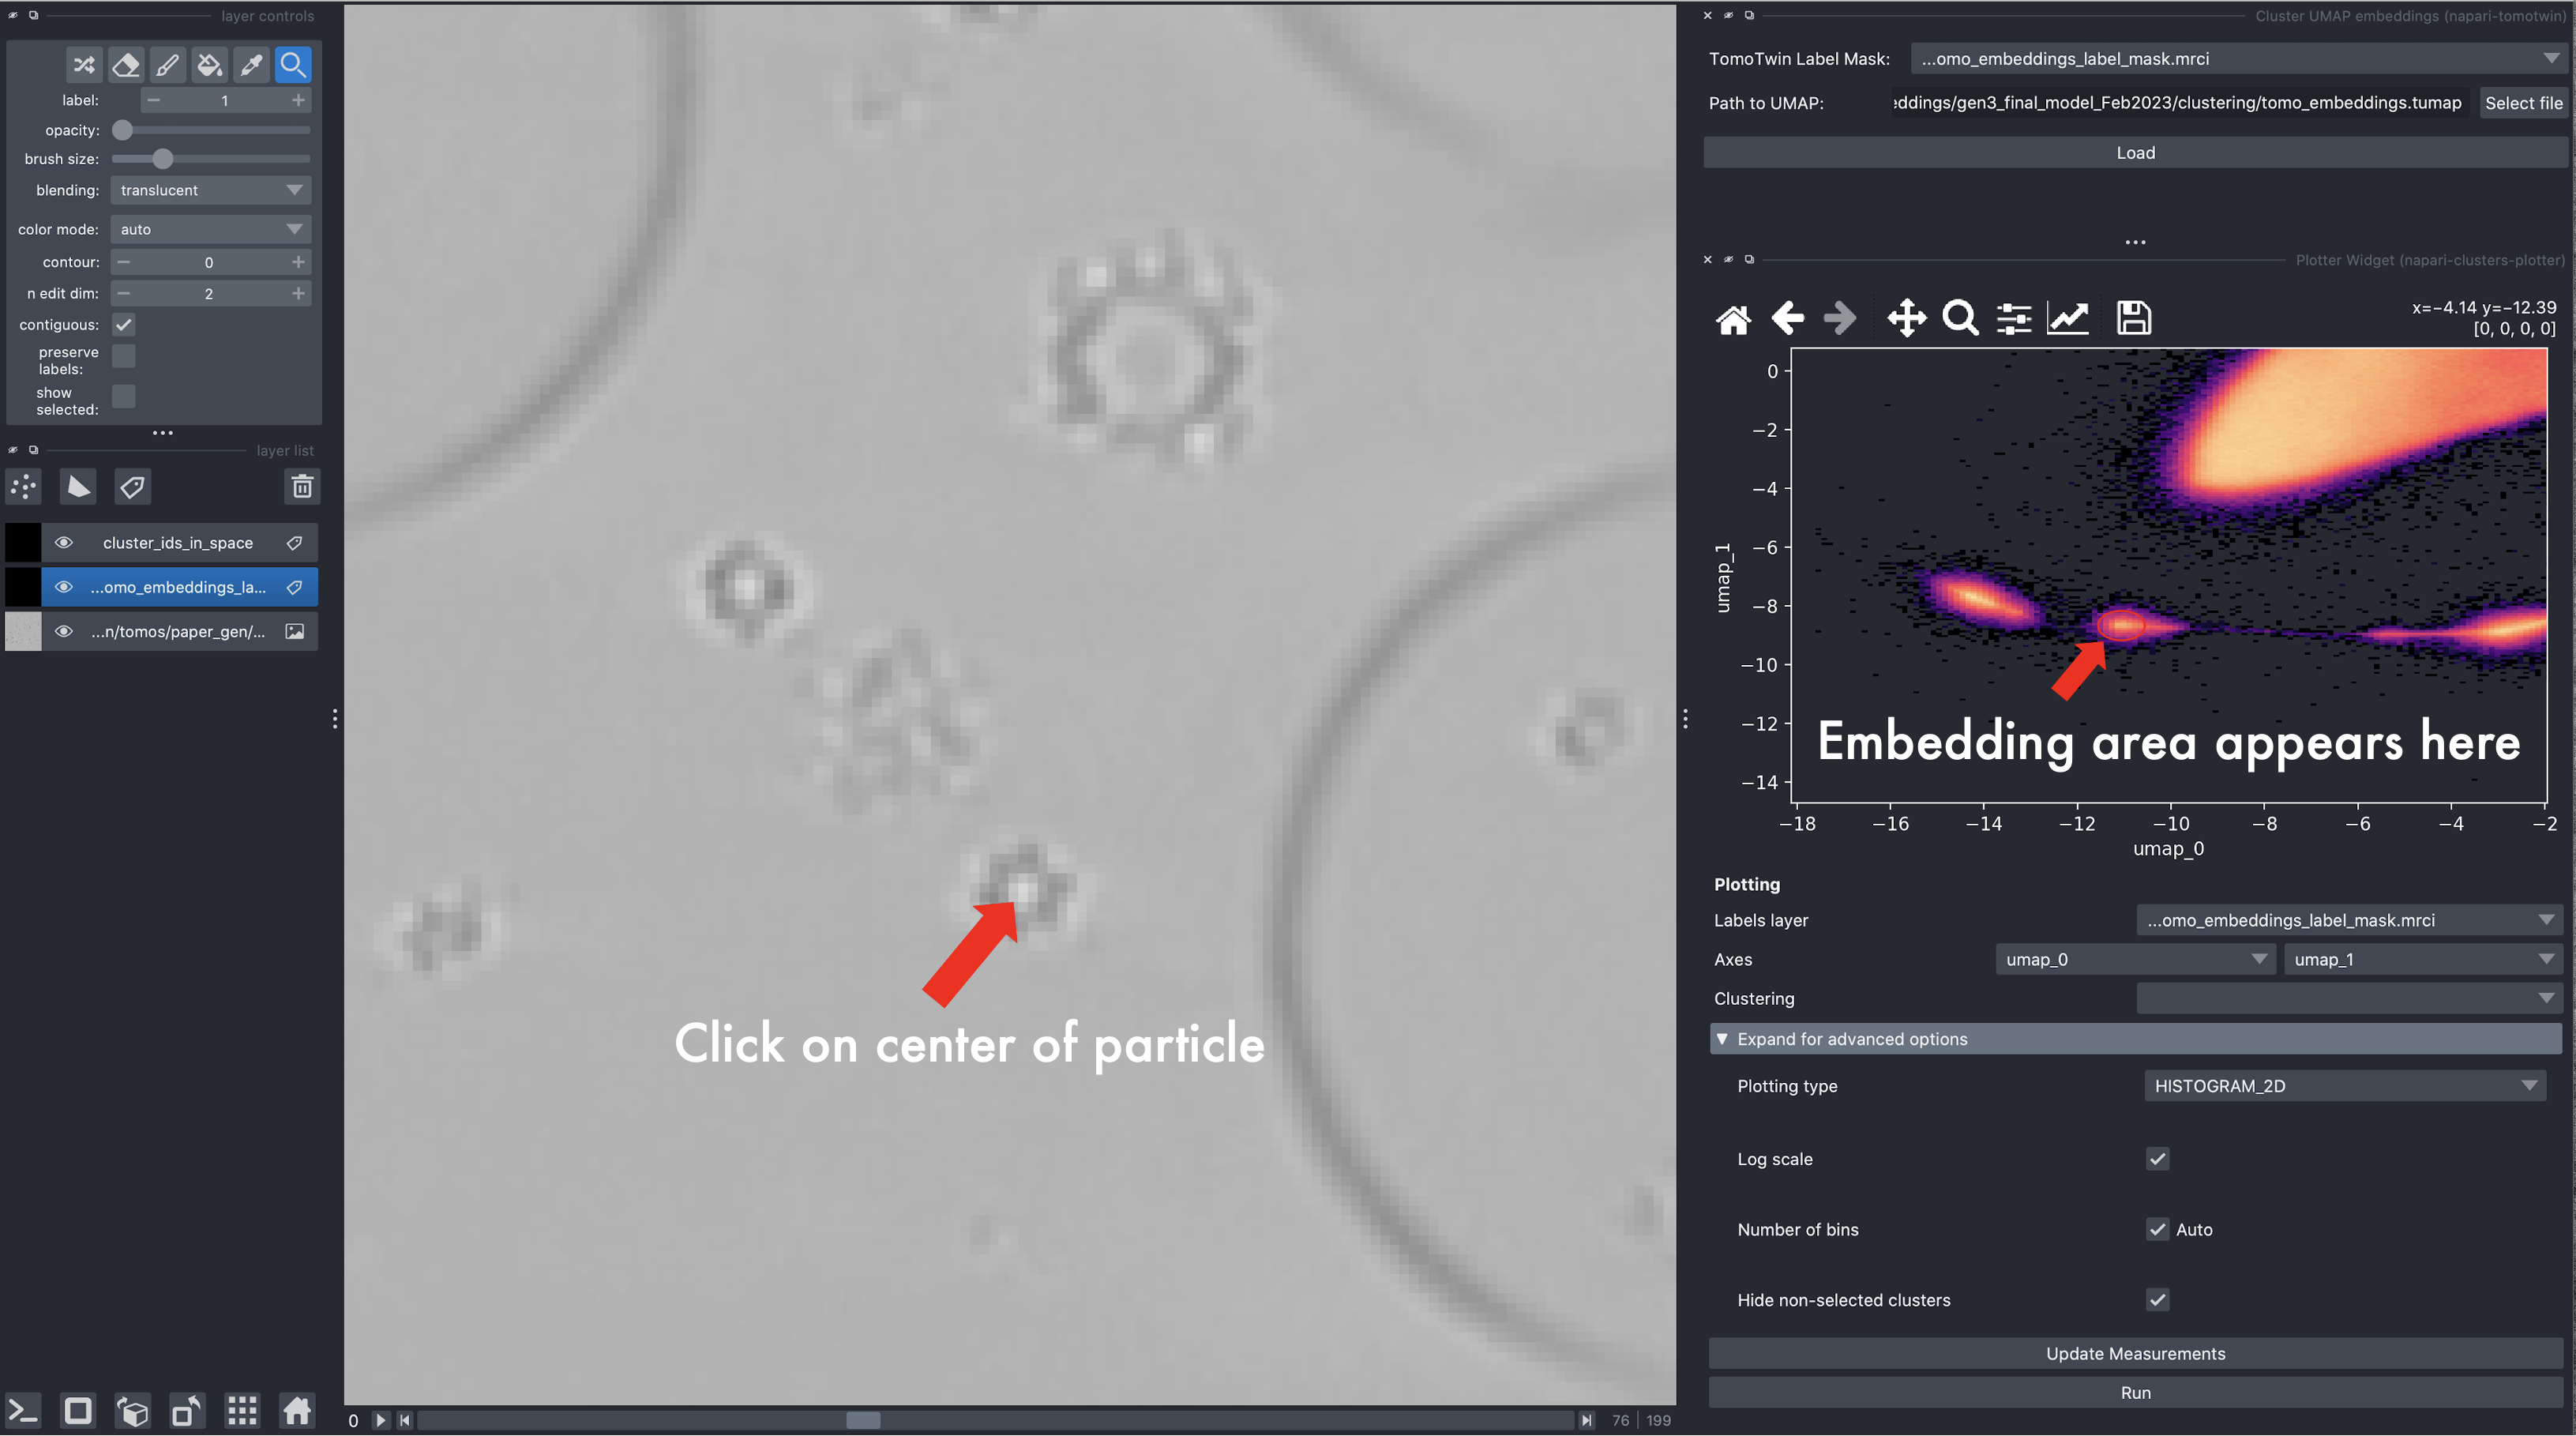 layer controls
label:
1
opacity:
brush size:
blending:
translucent
color mode:
auto
contour:
0
n edit dim:
2
contiguous:
preserve
labels:
show
selected:
layer list
cluster_ids_in_space
...omo_embeddings_la...
...n/tomos/paper_gen/...
Click on center of particle
0
76 | 199
Cluster UMAP embeddings (napari-tomotwin)
TomoTwin Label Mask:
...omo_embeddings_label_mask.mrci
Path to UMAP:
eddings/gen3_final_model_Feb2023/clustering/tomo_embeddings.tumap
Select file
Load
Plotter Widget (napari-clusters-plotter)
x=−4.14 y=−12.39
[0, 0, 0, 0]
0
−2
−4
−6
−8
−10
−12
−14
umap_1
Embedding area appears here
−18 −16 −14 −12 −10 −8 −6 −4 −2
umap_0
Plotting
Labels layer
...omo_embeddings_label_mask.mrci
Axes
umap_0
umap_1
Clustering
Expand for advanced options
Plotting type
HISTOGRAM_2D
Log scale
Number of bins
Auto
Hide non-selected clusters
Update Measurements
Run